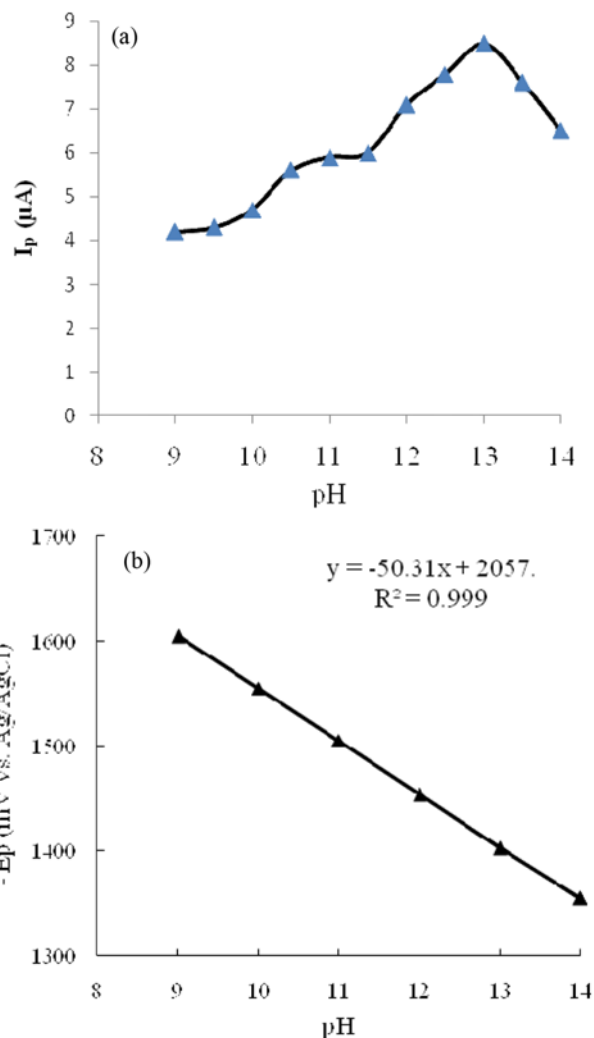 (a)
9
8
7
6
5
4
3
2
1
0
Iₚ (µA)
8 9 10 11 12 13 14
pH
(b)
y = -50.31x + 2057.
R² = 0.999
1700
1600
1500
1400
1300
- Ep (mV vs. Ag/AgCl)
8 9 10 11 12 13 14
pH